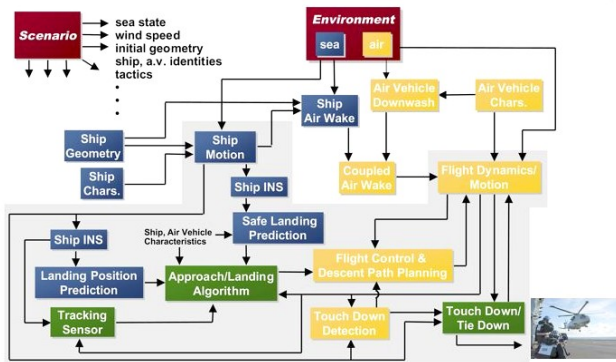 Scenario
sea state
wind speed
initial geometry
ship, a.v. identities
tactics
Environment
sea
air
Ship
Air Wake
Air Vehicle
Downwash
Air Vehicle
Chars.
Ship
Geometry
Ship
Motion
Ship
Chars.
Ship INS
Coupled
Air Wake
Flight Dynamics/
Motion
Safe Landing
Prediction
Ship, Air Vehicle
Characteristics
Ship INS
Landing Position
Prediction
Approach/Landing
Algorithm
Flight Control &
Descent Path Planning
Tracking
Sensor
Touch Down
Detection
Touch Down/
Tie Down